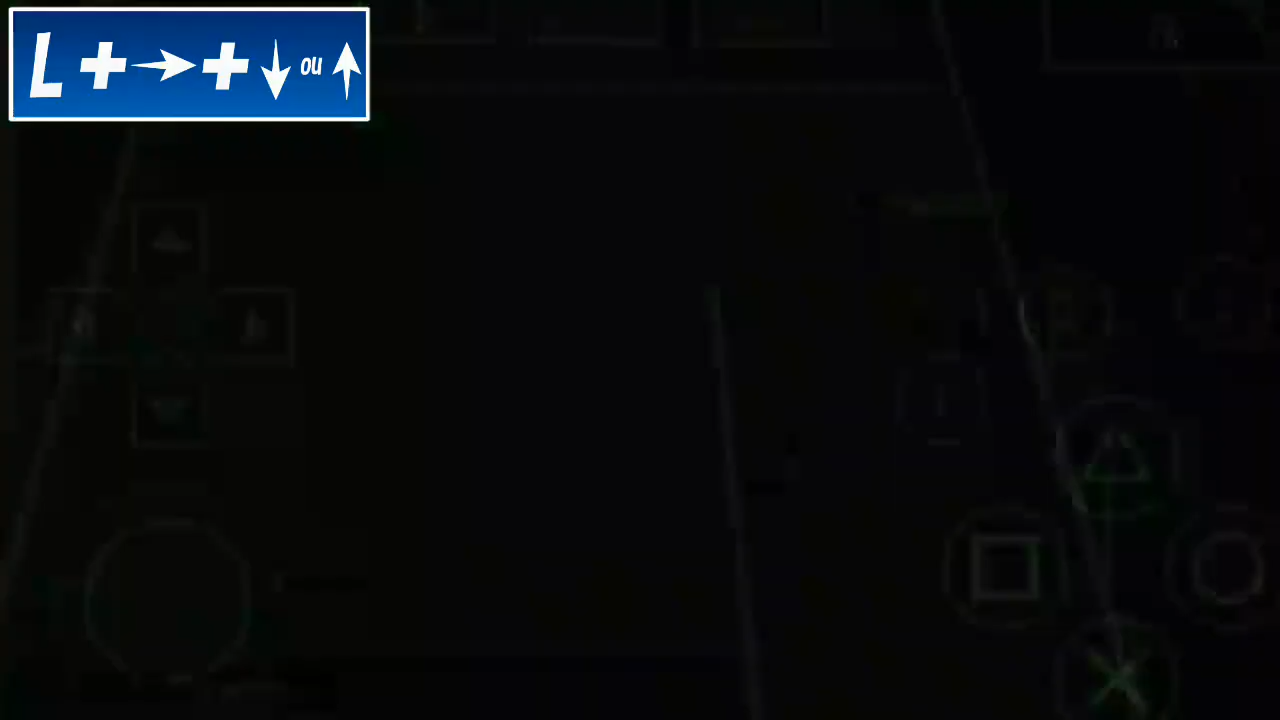 L + → + ↓ ou ↑